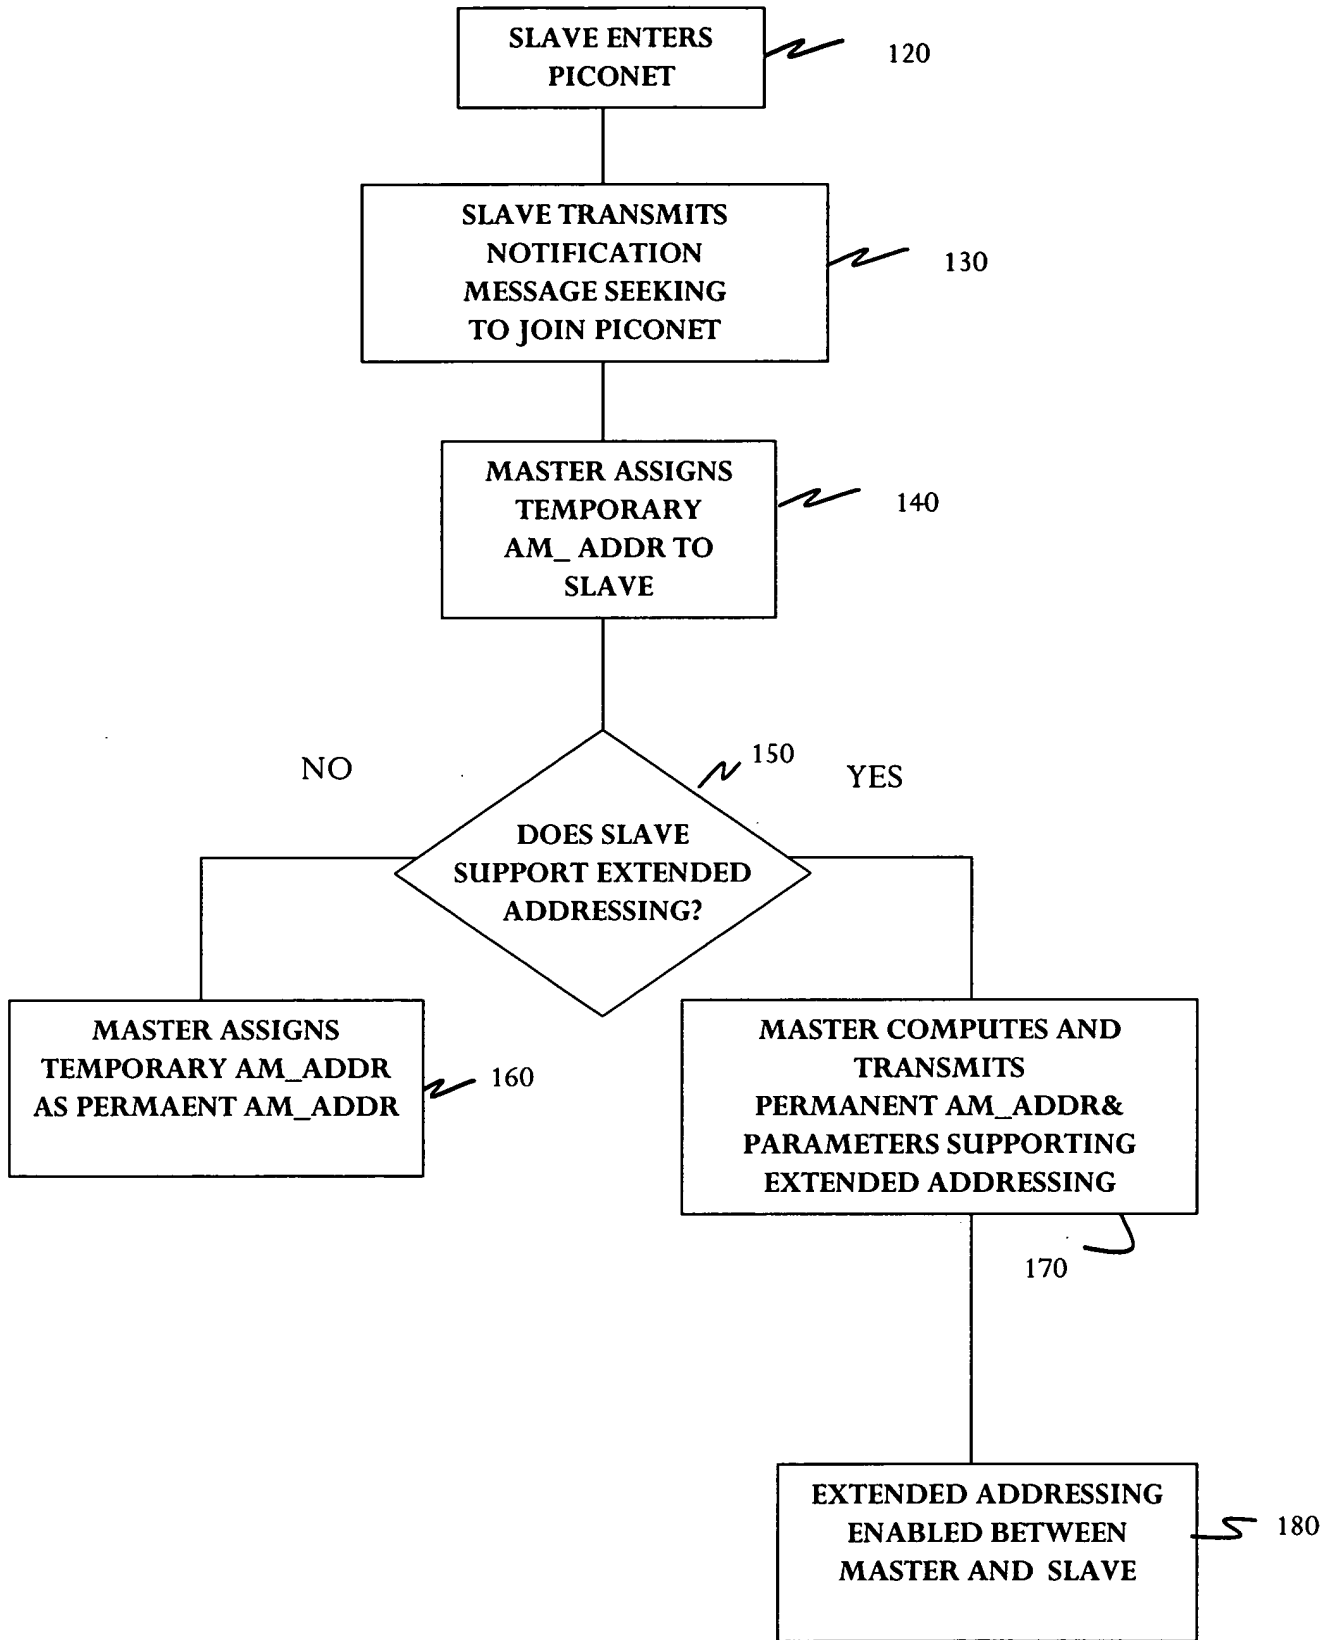 SLAVE ENTERS
PICONET
120
SLAVE TRANSMITS
NOTIFICATION
MESSAGE SEEKING
TO JOIN PICONET
130
MASTER ASSIGNS
TEMPORARY
AM_ ADDR TO
SLAVE
140
NO
150
YES
DOES SLAVE
SUPPORT EXTENDED
ADDRESSING?
MASTER ASSIGNS
TEMPORARY AM_ADDR
AS PERMAENT AM_ADDR
160
MASTER COMPUTES AND
TRANSMITS
PERMANENT AM_ADDR&
PARAMETERS SUPPORTING
EXTENDED ADDRESSING
170
EXTENDED ADDRESSING
ENABLED BETWEEN
MASTER AND SLAVE
180